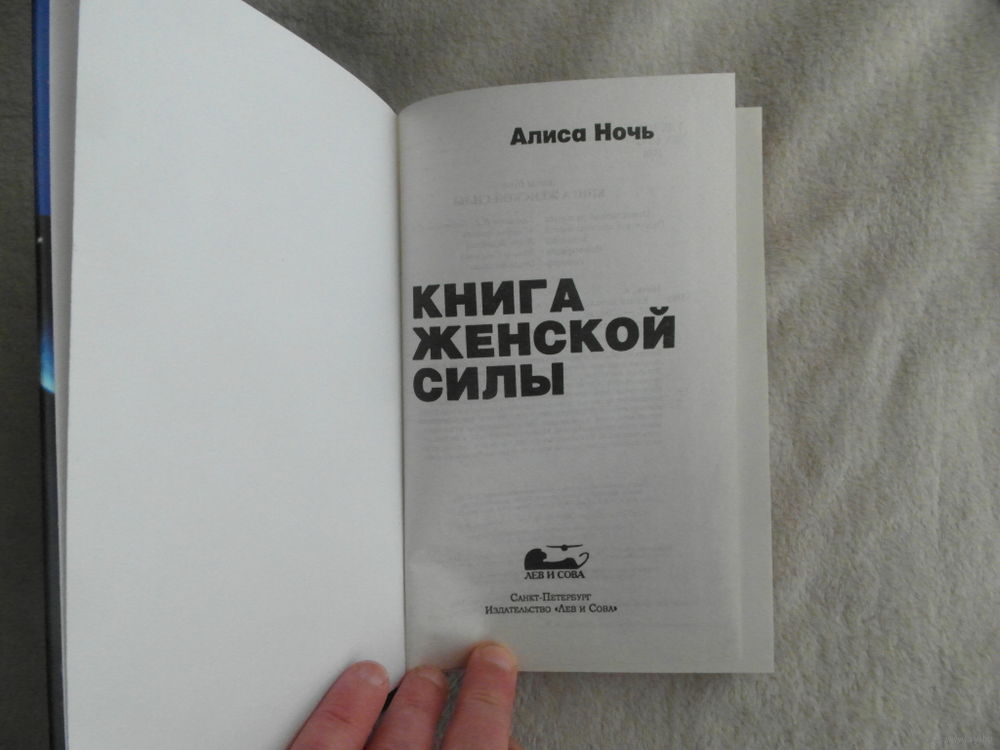 Алиса Ночь
КНИГА
ЖЕНСКОЙ
СИЛЫ
ЛЕВ И СОВА
Санкт-Петербург
Издательство «Лев и Сова»